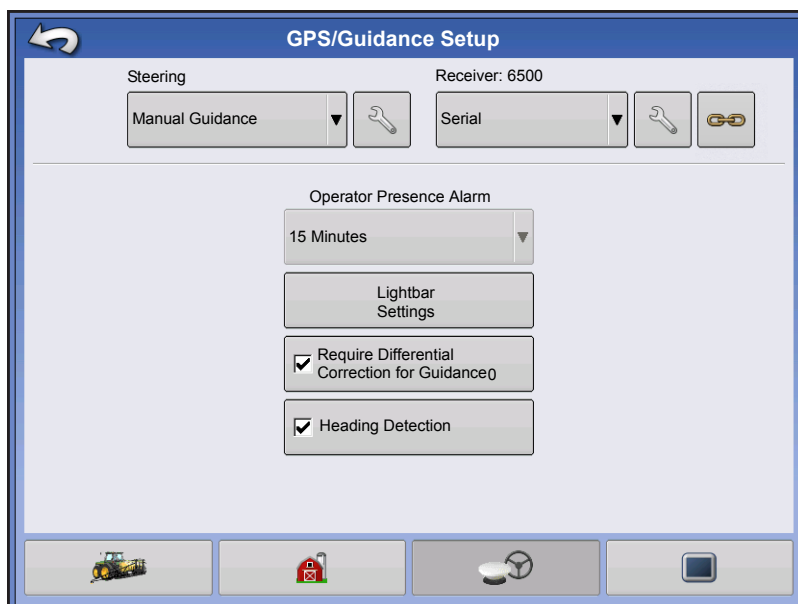 GPS/Guidance Setup
Steering
Receiver: 6500
Manual Guidance
Serial
Operator Presence Alarm
15 Minutes
Lightbar
Settings
Require Differential
Correction for Guidance0
Heading Detection